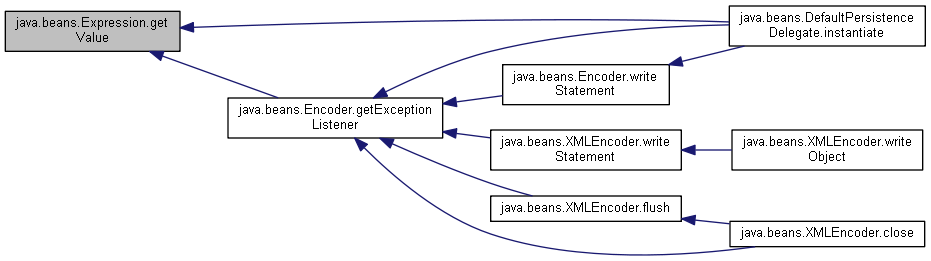 java.beans.Expression.get
Value
java.beans.Encoder.getException
Listener
java.beans.DefaultPersistence
Delegate.instantiate
java.beans.Encoder.write
Statement
java.beans.XMLEncoder.write
Statement
java.beans.XMLEncoder.write
Object
java.beans.XMLEncoder.flush
java.beans.XMLEncoder.close